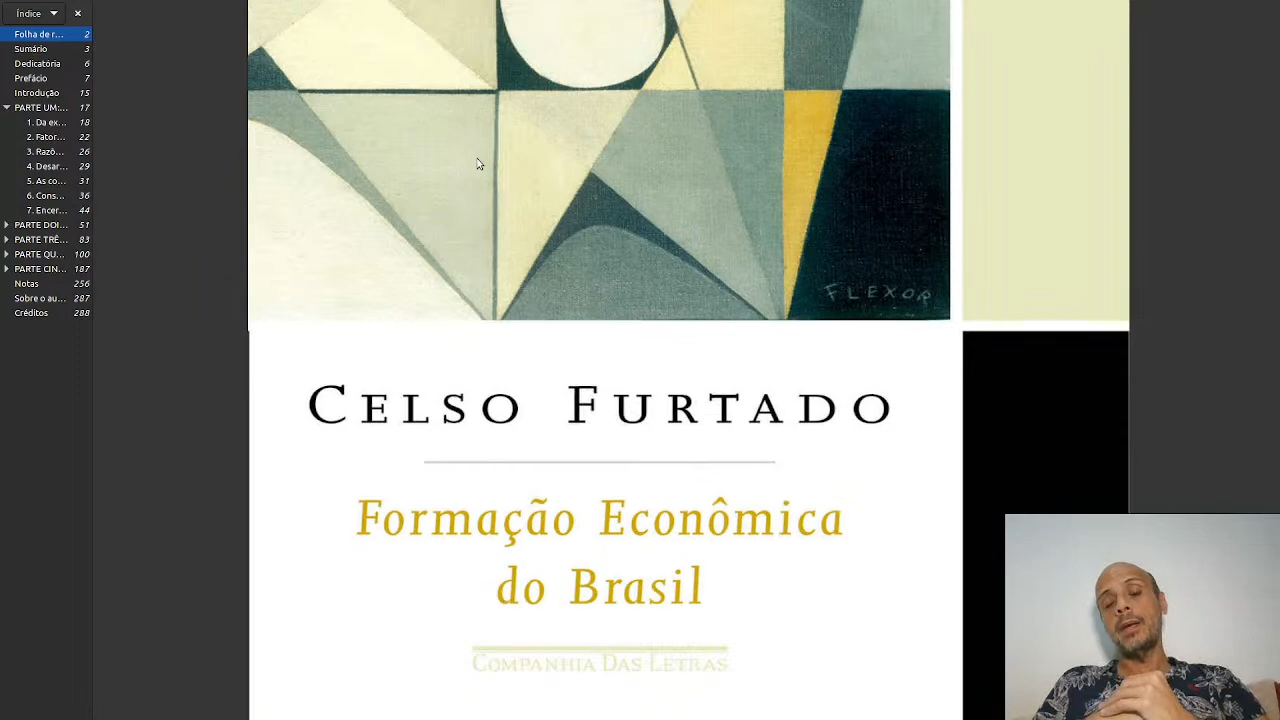 Índice
Folha de r... 2
Sumário 3
Dedicatória 6
Prefácio 7
Introdução 15
PARTE UM:... 17
1. Da ex... 18
2. Fator... 22
3. Razõ... 26
4. Desar... 29
5. As co... 31
6. Cons... 36
7. Encer... 44
PARTE DOI... 51
PARTE TRÊ... 83
PARTE QU... 100
PARTE CIN... 187
Notas 256
Sobre o au... 287
Créditos 288
FLEXOR
CELSO FURTADO
Formação Econômica
do Brasil
COMPANHIA DAS LETRAS